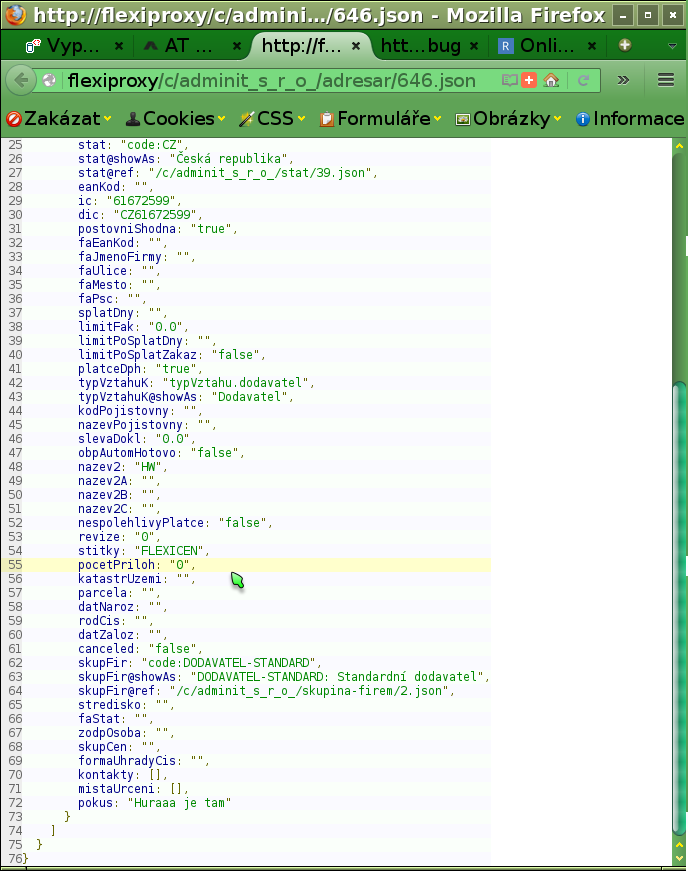 http://flexiproxy/c/admini…/646.json - Mozilla Firefox
Vyp… × AT … × http://f… × htt…bug × R Onli… ×
flexiproxy/c/adminit_s_r_o_/adresar/646.json
Zakázat Cookies CSS Formuláře Obrázky Informace
25 stat: "code:CZ",
26 stat@showAs: "Česká republika",
27 stat@ref: "/c/adminit_s_r_o_/stat/39.json",
28 eanKod: "",
29 ic: "61672599",
30 dic: "CZ61672599",
31 postovniShodna: "true",
32 faEanKod: "",
33 faJmenoFirmy: "",
34 faUlice: "",
35 faMesto: "",
36 faPsc: "",
37 splatDny: "",
38 limitFak: "0.0",
39 limitPoSplatDny: "",
40 limitPoSplatZakaz: "false",
41 platceDph: "true",
42 typVztahuK: "typVztahu.dodavatel",
43 typVztahuK@showAs: "Dodavatel",
44 kodPojistovny: "",
45 nazevPojistovny: "",
46 slevaDokl: "0.0",
47 obpAutomHotovo: "false",
48 nazev2: "HW",
49 nazev2A: "",
50 nazev2B: "",
51 nazev2C: "",
52 nespolehlivyPlatce: "false",
53 revize: "0",
54 stitky: "FLEXICEN",
55 pocetPriloh: "0",
56 katastrUzemi: "",
57 parcela: "",
58 datNaroz: "",
59 rodCis: "",
60 datZaloz: "",
61 canceled: "false",
62 skupFir: "code:DODAVATEL-STANDARD",
63 skupFir@showAs: "DODAVATEL-STANDARD: Standardní dodavatel",
64 skupFir@ref: "/c/adminit_s_r_o_/skupina-firem/2.json",
65 stredisko: "",
66 faStat: "",
67 zodpOsoba: "",
68 skupCen: "",
69 formaUhradyCis: "",
70 kontakty: [],
71 mistaUrceni: [],
72 pokus: "Huraaa je tam"
73 }
74 ]
75 }
76}